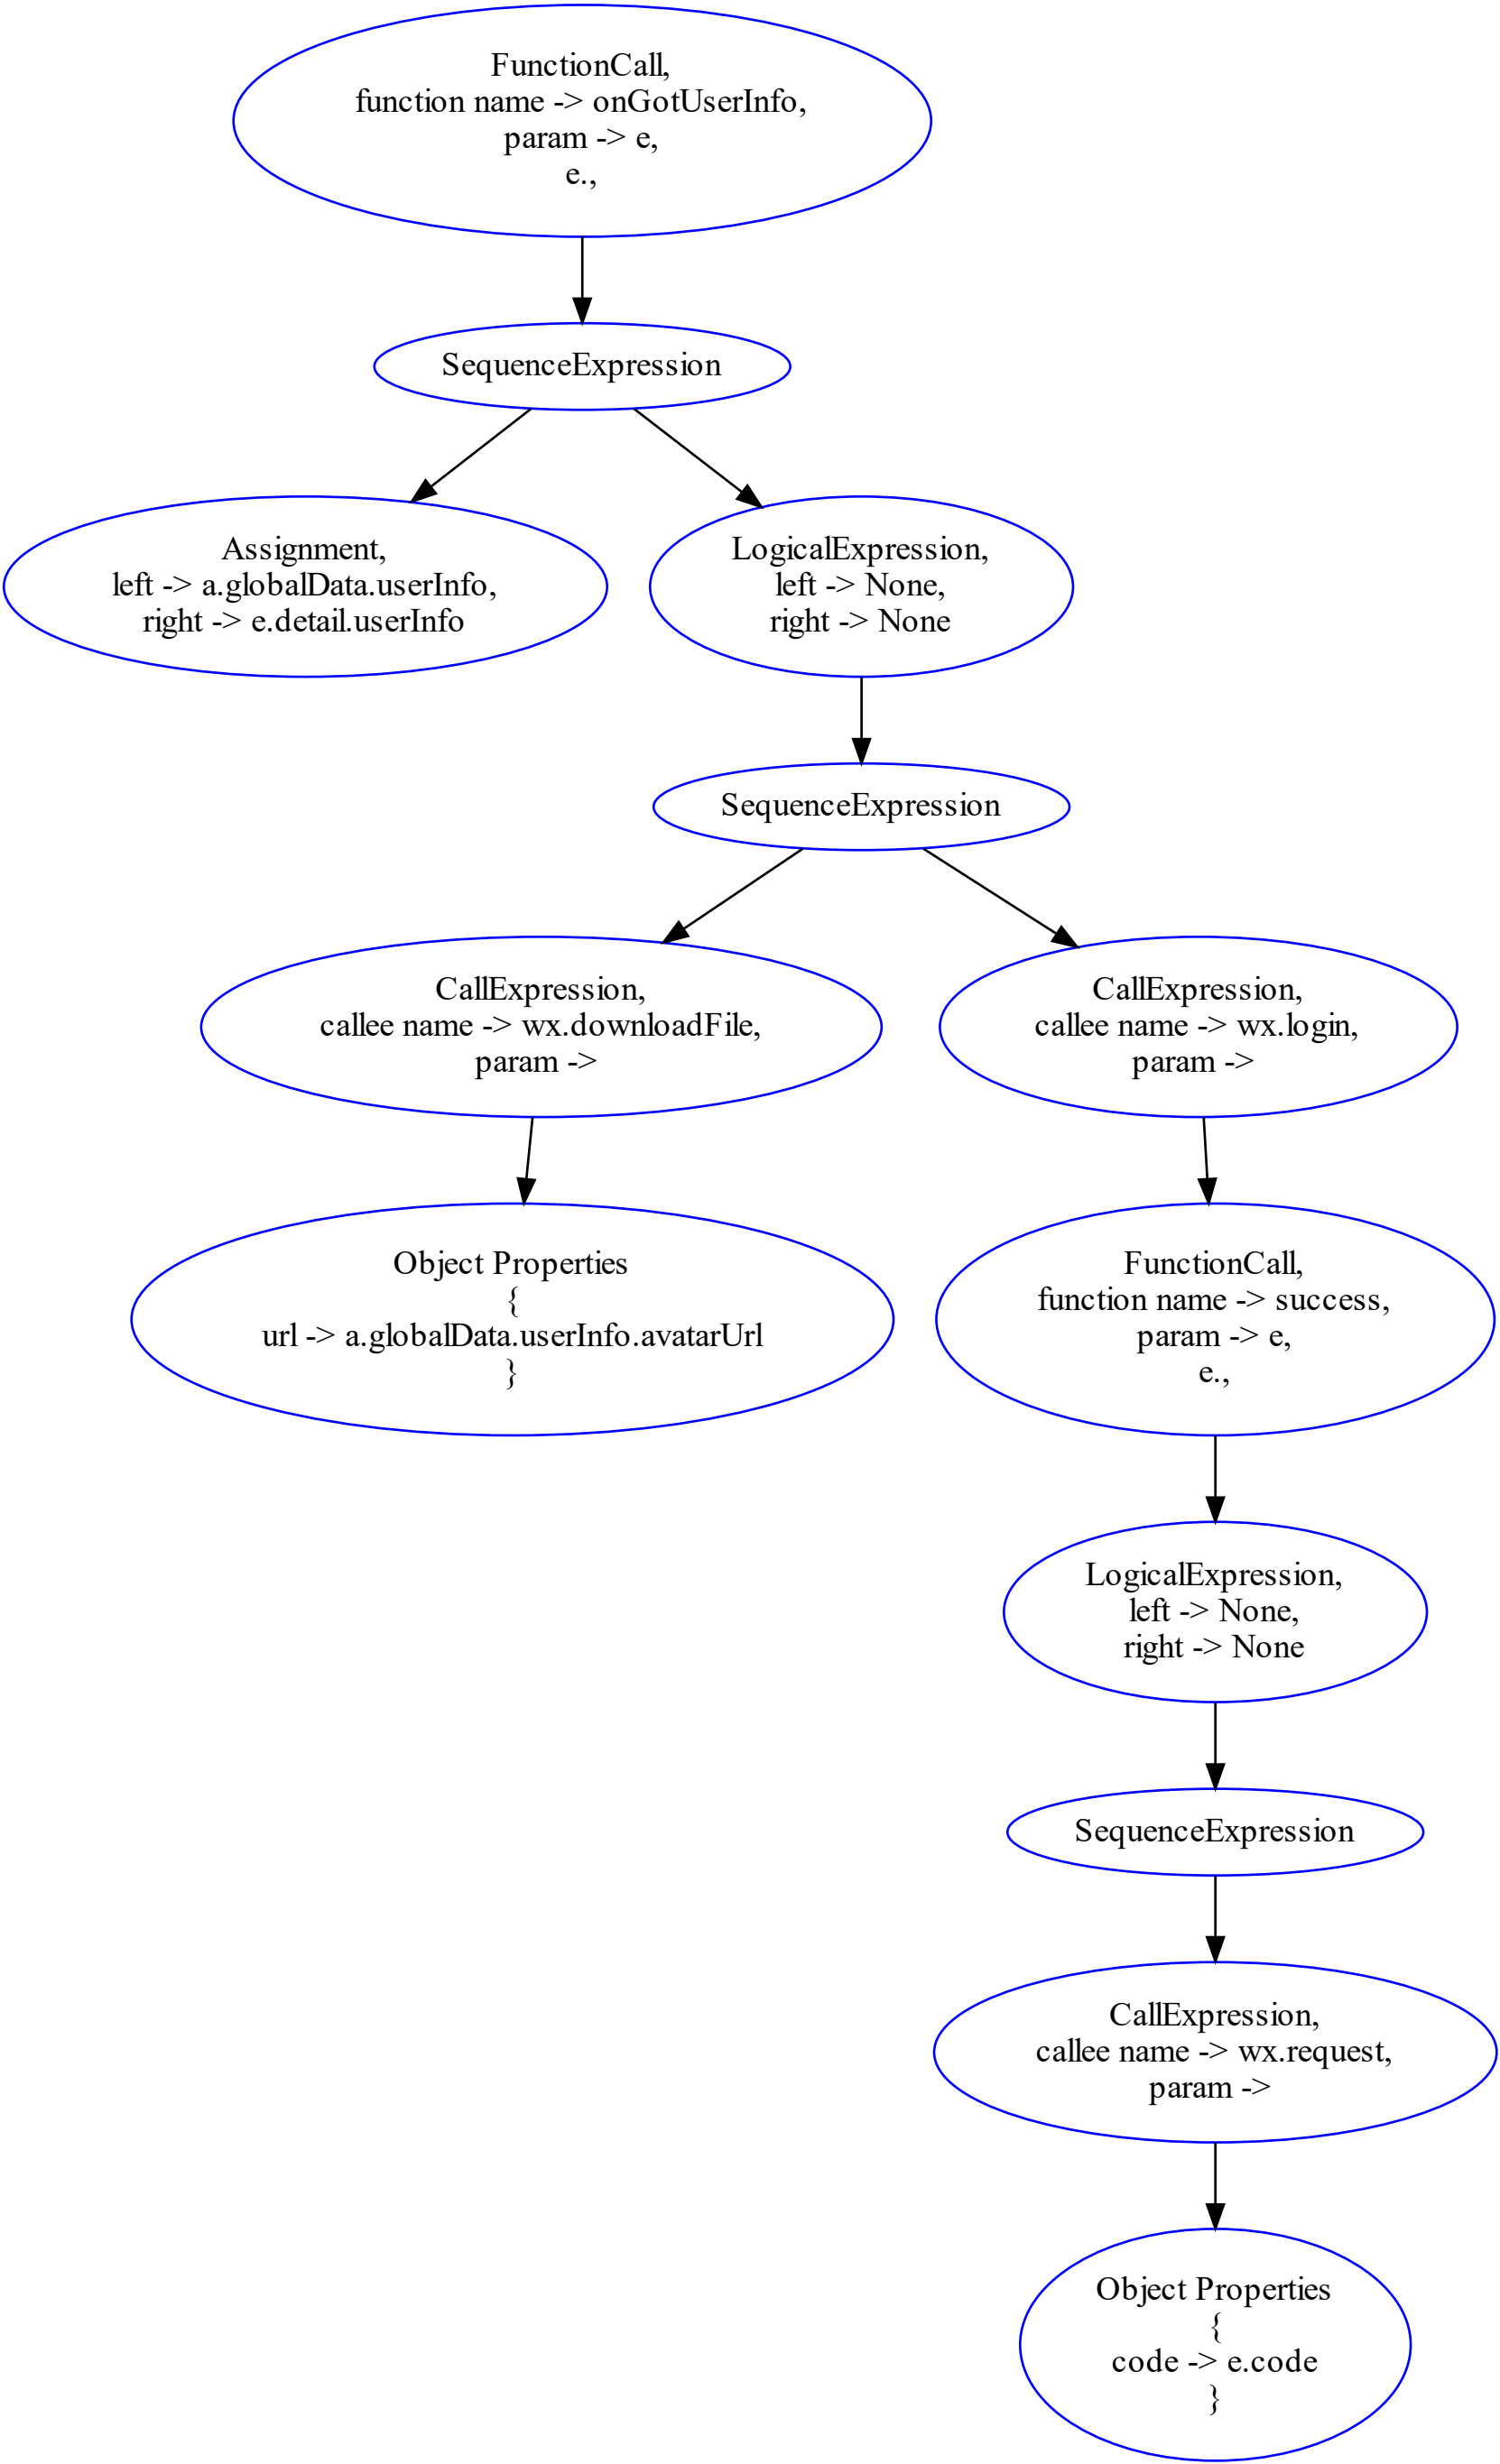 FunctionCall,
function name -> onGotUserInfo,
param -> e,
e.,
SequenceExpression
Assignment,
left -> a.globalData.userInfo,
right -> e.detail.userInfo
LogicalExpression,
left -> None,
right -> None
SequenceExpression
CallExpression,
callee name -> wx.downloadFile,
param ->
CallExpression,
callee name -> wx.login,
param ->
Object Properties
{
url -> a.globalData.userInfo.avatarUrl
}
FunctionCall,
function name -> success,
param -> e,
e.,
LogicalExpression,
left -> None,
right -> None
SequenceExpression
CallExpression,
callee name -> wx.request,
param ->
Object Properties
{
code -> e.code
}